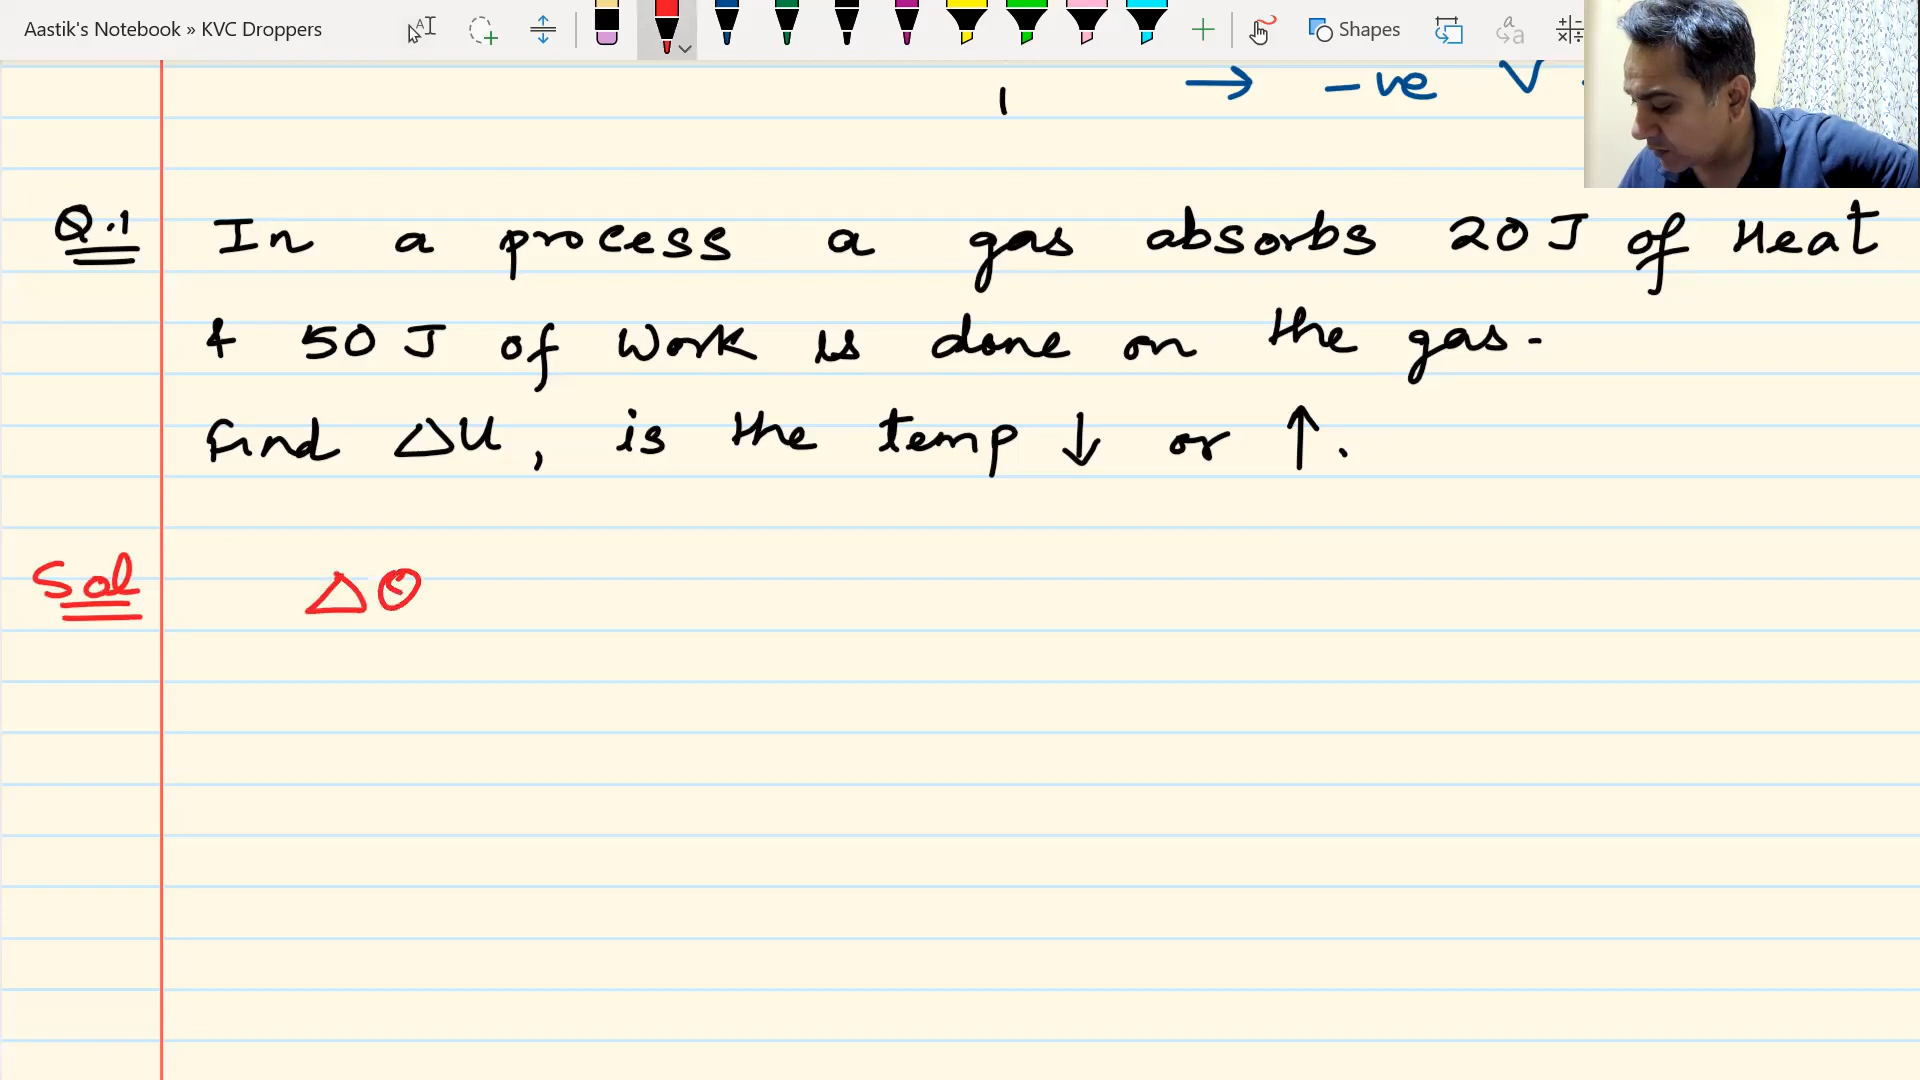 Aastik's Notebook » KVC Droppers
Shapes
→ -ve V
Q.1 In a process a gas absorbs 20 J of Heat
& 50 J of Work is done on the gas.
Find ΔU, is the temp ↓ or ↑.
Sol ΔQ